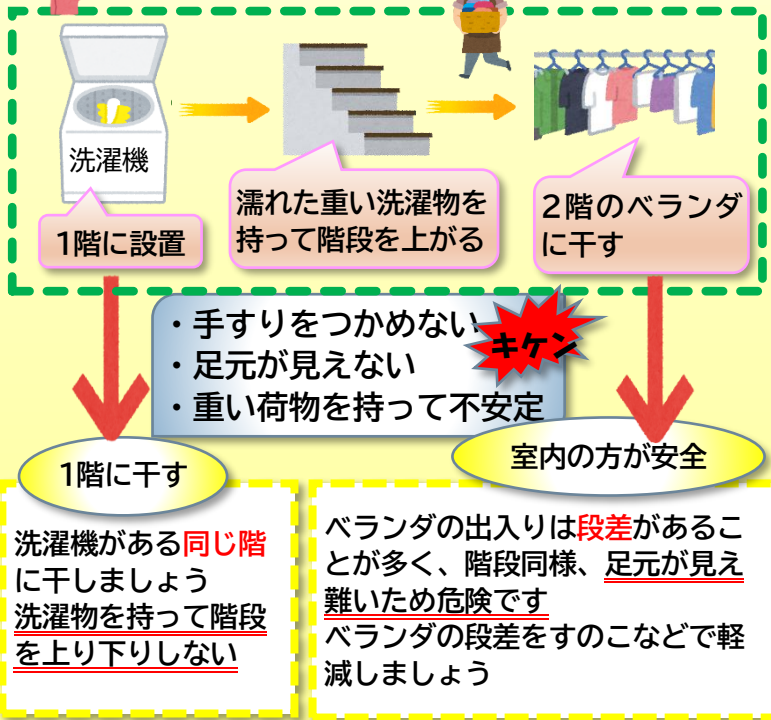 洗濯機
1階に設置
濡れた重い洗濯物を
持って階段を上がる
2階のベランダ
に干す
・手すりをつかめない
・足元が見えない
・重い荷物を持って不安定
キケン
1階に干す
洗濯機がある同じ階
に干しましょう
洗濯物を持って階段
を上り下りしない
室内の方が安全
ベランダの出入りは段差があるこ
とが多く、階段同様、足元が見え
難いため危険です
ベランダの段差をすのこなどで軽
減しましょう